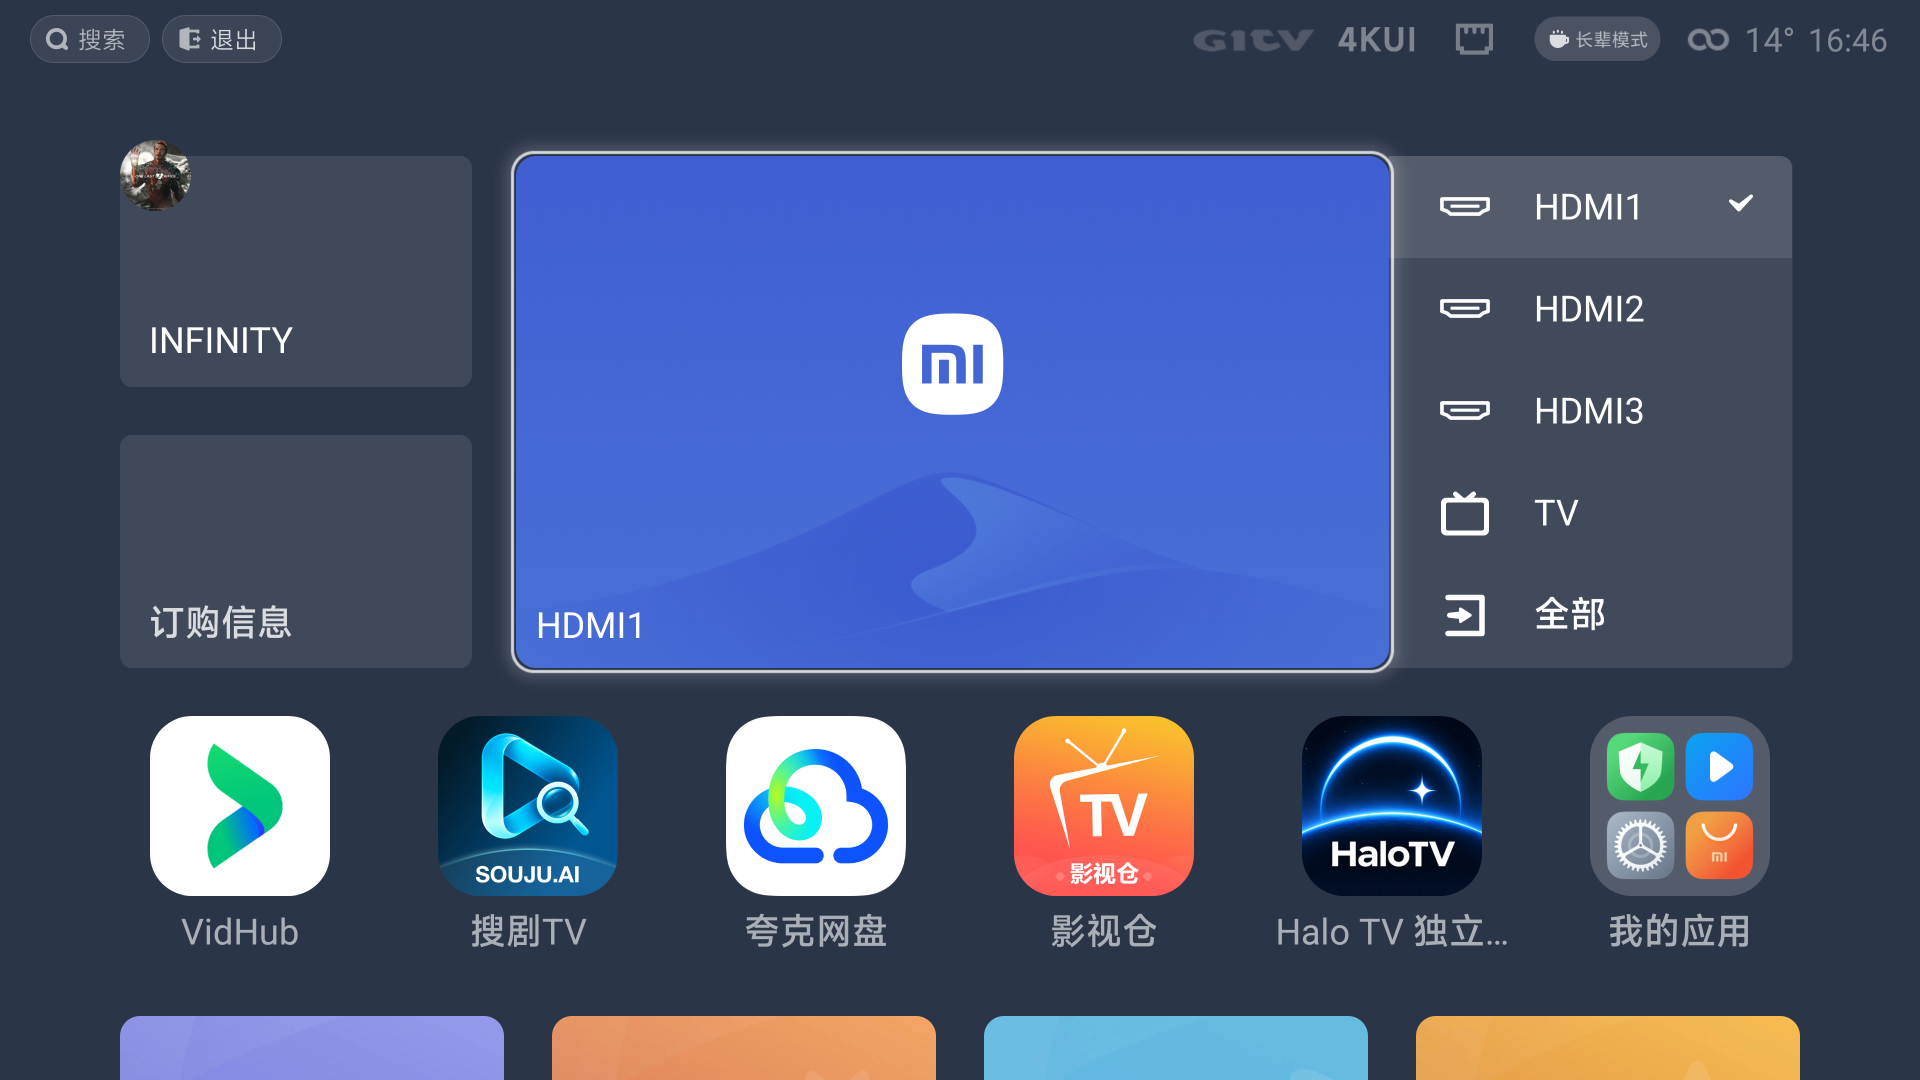 搜索
退出
GITV
4KUI
长辈模式
14° 16:46
INFINITY
订购信息
HDMI1
HDMI1
HDMI2
HDMI3
TV
全部
SOUJU.AI
TV
影视仓
HaloTV
VidHub
搜剧TV
夸克网盘
影视仓
Halo TV 独立...
我的应用